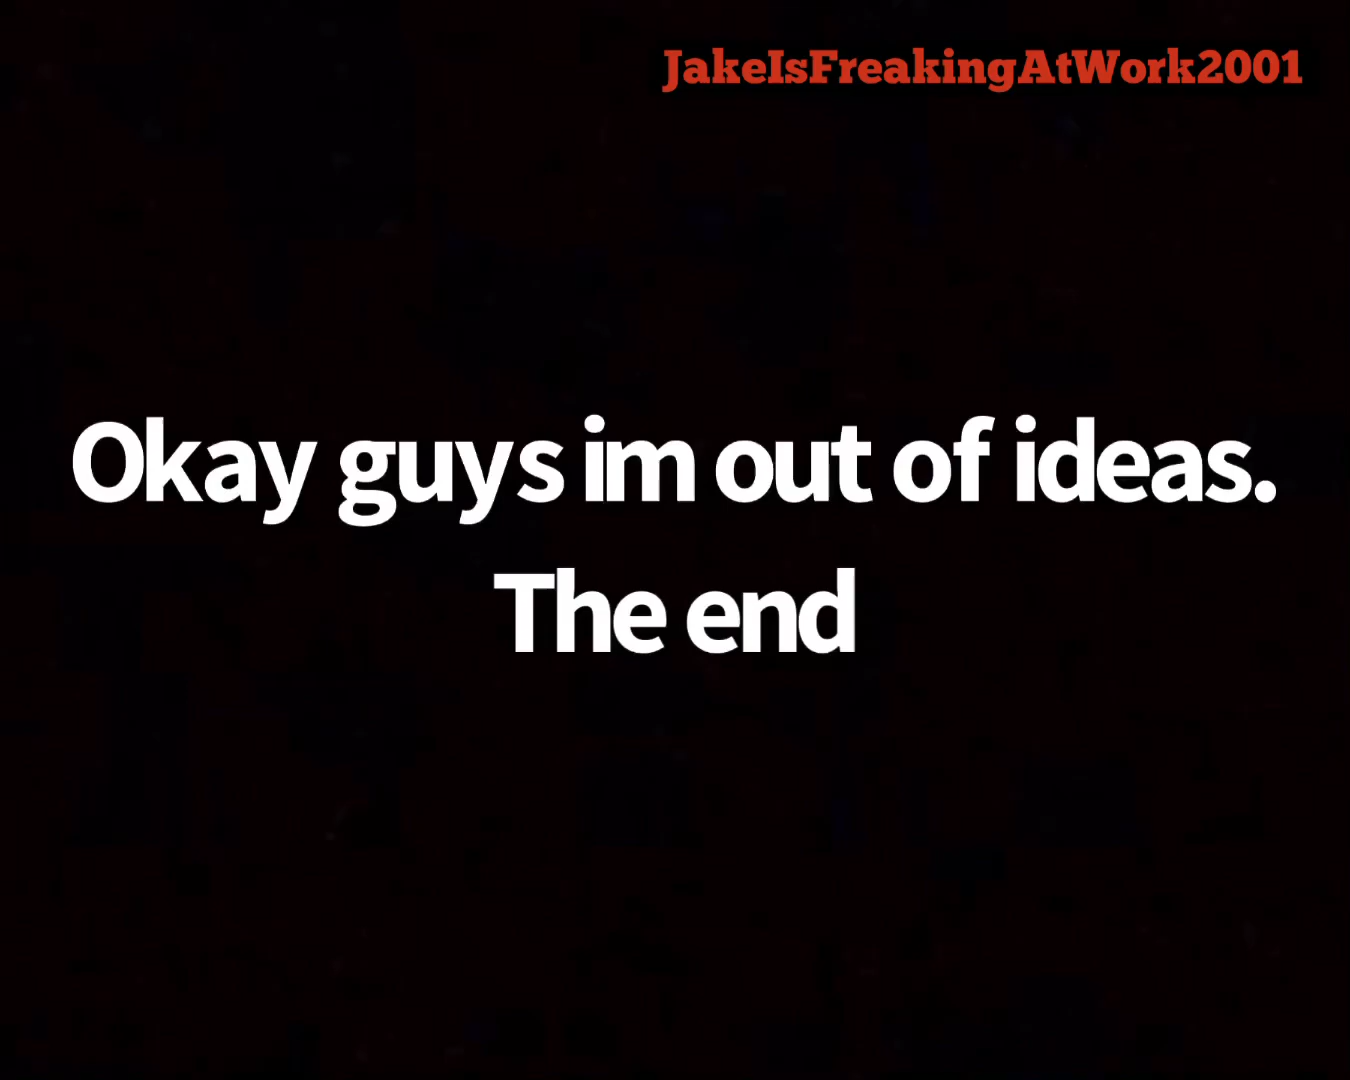 JakeIsFreakingAtWork2001
Okay guys im out of ideas.
The end